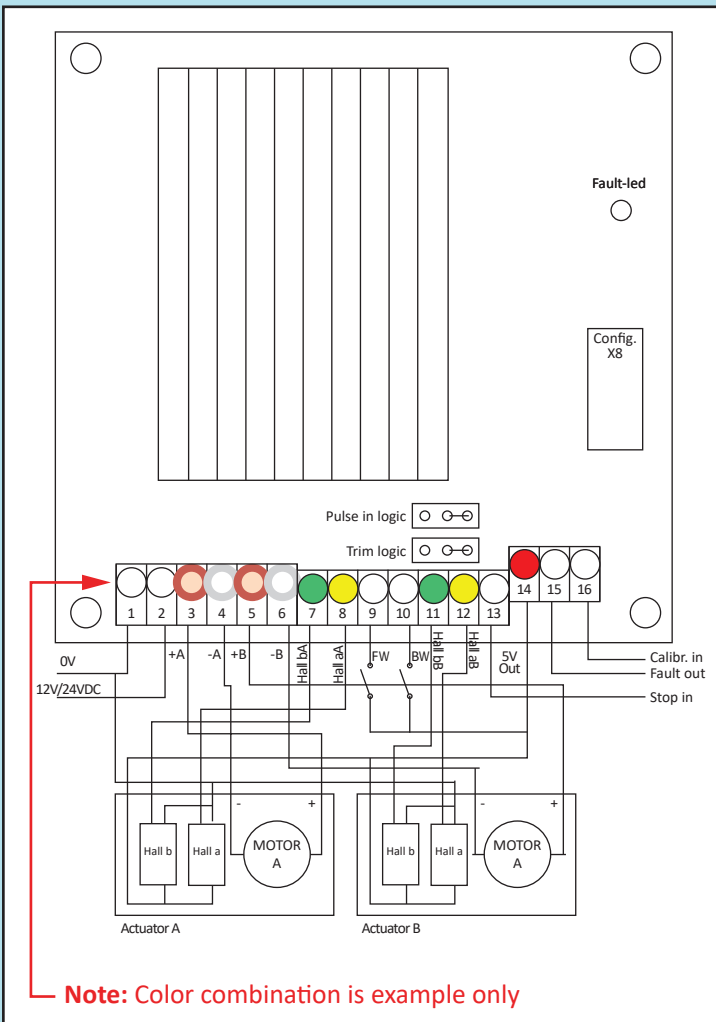 Fault-led
Config.
X8
Pulse in logic
Trim logic
1 2 3 4 5 6 7 8 9 10 11 12 13 14 15 16
0V
12V/24VDC
+A
-A
+B
-B
Hall bA
Hall aA
FW
BW
Hall bB
Hall aB
5V
Out
Calibr. in
Fault out
Stop in
- +
Hall b
Hall a
MOTOR
A
Actuator A
- +
Hall b
Hall a
MOTOR
A
Actuator B
Note: Color combination is example only